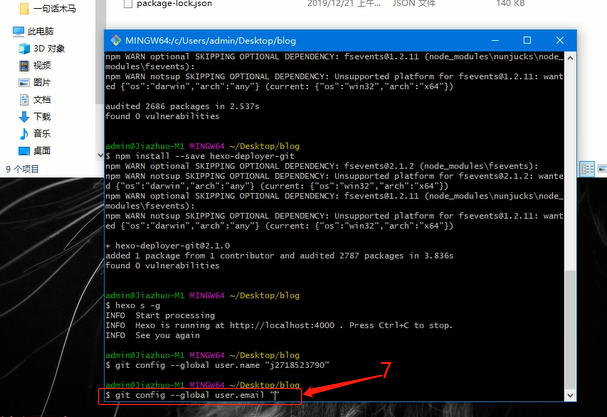 一句话木马
package-lock.json 2019/12/21 上午... JSON 文件 140 KB
此电脑
3D 对象
视频
图片
文档
下载
音乐
桌面
9 个项目
MINGW64:/c/Users/admin/Desktop/blog
npm WARN optional SKIPPING OPTIONAL DEPENDENCY: fsevents@1.2.11 (node_modules\nunjucks\node_
modules\fsevents):
npm WARN notsup SKIPPING OPTIONAL DEPENDENCY: Unsupported platform for fsevents@1.2.11: want
ed {"os":"darwin","arch":"any"} (current: {"os":"win32","arch":"x64"})
audited 2686 packages in 2.537s
found 0 vulnerabilities
admin@Jiazhuo-M1 MINGW64 ~/Desktop/blog
$ npm install --save hexo-deployer-git
npm WARN optional SKIPPING OPTIONAL DEPENDENCY: fsevents@2.1.2 (node_modules\fsevents):
npm WARN notsup SKIPPING OPTIONAL DEPENDENCY: Unsupported platform for fsevents@2.1.2: wante
d {"os":"darwin","arch":"any"} (current: {"os":"win32","arch":"x64"})
npm WARN optional SKIPPING OPTIONAL DEPENDENCY: fsevents@1.2.11 (node_modules\nunjucks\node_
modules\fsevents):
npm WARN notsup SKIPPING OPTIONAL DEPENDENCY: Unsupported platform for fsevents@1.2.11: want
ed {"os":"darwin","arch":"any"} (current: {"os":"win32","arch":"x64"})
+ hexo-deployer-git@2.1.0
added 1 package from 1 contributor and audited 2787 packages in 3.836s
found 0 vulnerabilities
admin@Jiazhuo-M1 MINGW64 ~/Desktop/blog
$ hexo s -g
INFO Start processing
INFO Hexo is running at http://localhost:4000 . Press Ctrl+C to stop.
INFO See you again
admin@Jiazhuo-M1 MINGW64 ~/Desktop/blog
$ git config --global user.name "j2718523790"
admin@Jiazhuo-M1 MINGW64 ~/Desktop/blog
$ git config --global user.email ""
7